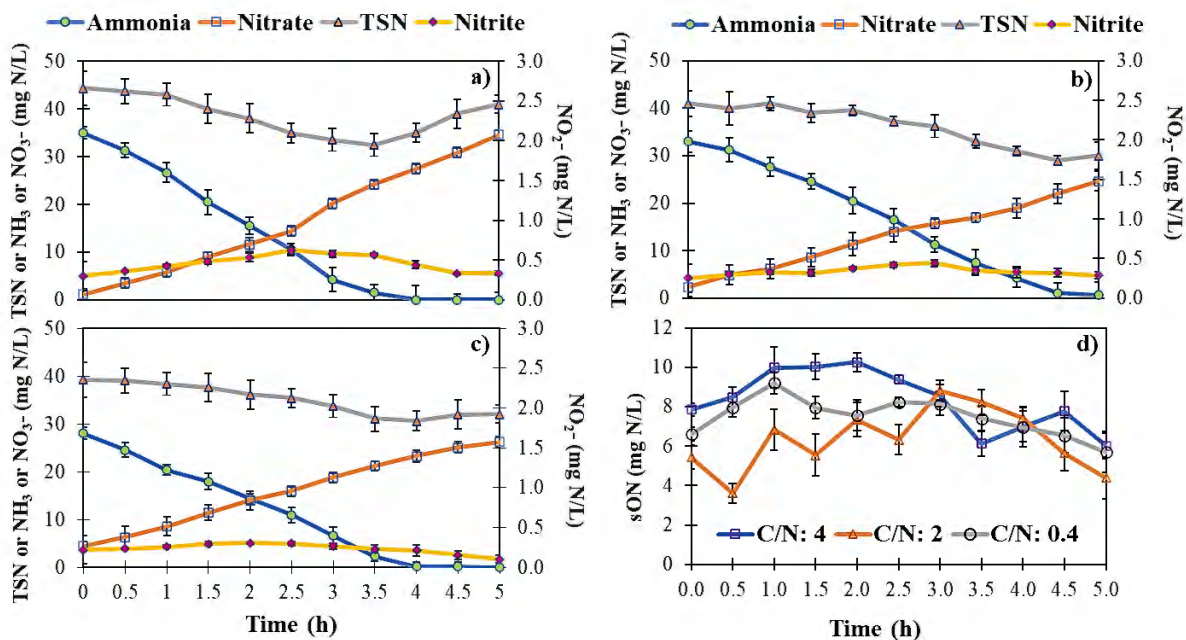 Ammonia Nitrate TSN Nitrite
Ammonia Nitrate TSN Nitrite
TSN or NH₃ or NO₃- (mg N/L)
50
40
30
20
10
0
a)
3.0
2.5
2.0
1.5
1.0
0.5
0.0
NO₂- (mg N/L)
TSN or NH₃ or NO₃- (mg N/L)
50
40
30
20
10
0
b)
3.0
2.5
2.0
1.5
1.0
0.5
0.0
NO₂- (mg N/L)
TSN or NH₃ or NO₃- (mg N/L)
50
40
30
20
10
0
c)
3.0
2.5
2.0
1.5
1.0
0.5
0.0
NO₂- (mg N/L)
0 0.5 1 1.5 2 2.5 3 3.5 4 4.5 5
Time (h)
sON (mg N/L)
12
10
8
6
4
2
0
d)
C/N: 4 C/N: 2 C/N: 0.4
0.0 0.5 1.0 1.5 2.0 2.5 3.0 3.5 4.0 4.5 5.0
Time (h)